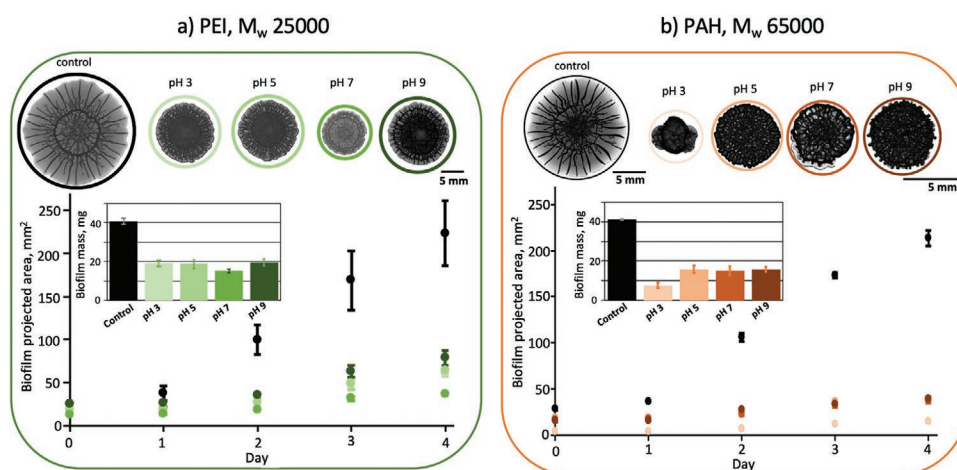 a) PEI, Mw 25000
control
pH 3
pH 5
pH 7
pH 9
5 mm
Biofilm projected area, mm2
250
200
150
100
50
0
Biofilm mass, mg
40
20
0
Control
pH 3
pH 5
pH 7
pH 9
0 1 2 3 4
Day
b) PAH, Mw 65000
control
pH 3
pH 5
pH 7
pH 9
5 mm
5 mm
Biofilm projected area, mm2
250
200
150
100
50
0
Biofilm mass, mg
60
40
20
0
Control
pH 3
pH 5
pH 7
pH 9
0 1 2 3 4
Day